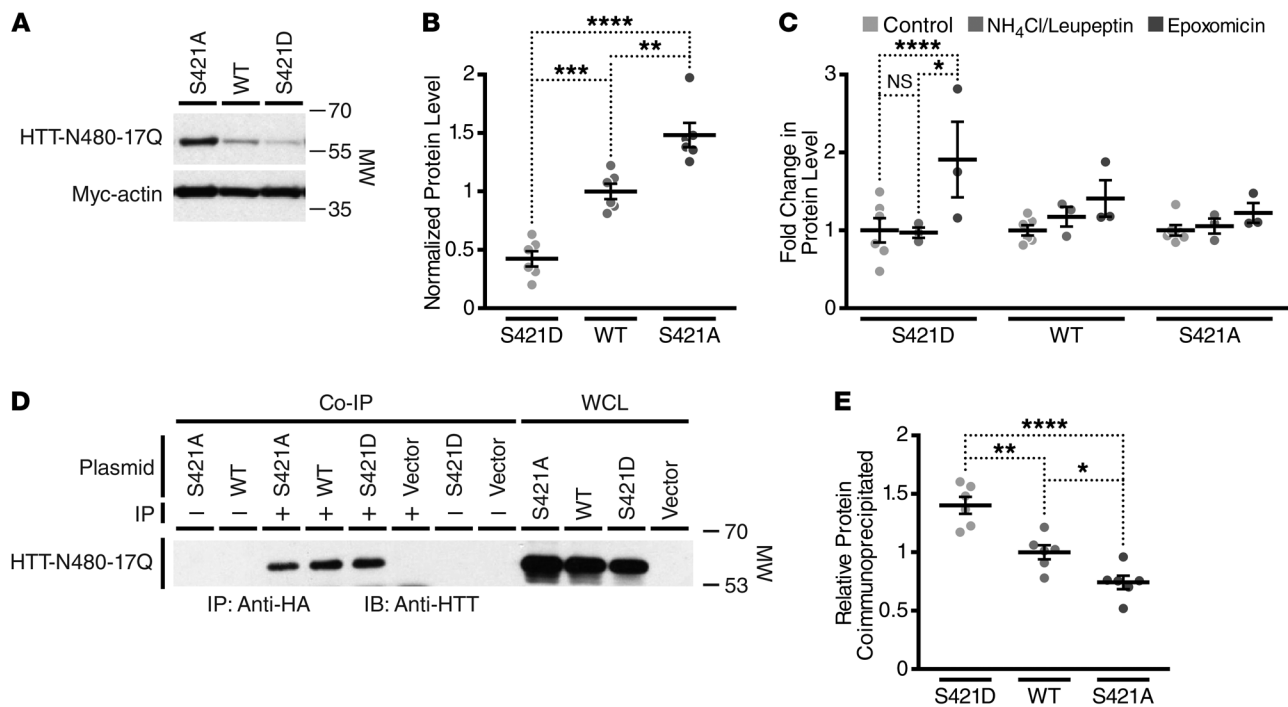 A
S421A
WT
S421D
HTT-N480-17Q
Myc-actin
70
55
35
MW
B
Normalized Protein Level
2
1.5
1
0.5
0
****
***
**
S421D WT S421A
C
Control NH4Cl/Leupeptin Epoxomicin
Fold Change in
Protein Level
3
2
1
0
****
*
NS
S421D WT S421A
D
Co-IP WCL
Plasmid
S421A WT S421A WT S421D Vector S421D Vector S421A WT S421D Vector
IP – – + + + + – –
HTT-N480-17Q
70
53
MW
IP: Anti-HA IB: Anti-HTT
E
Relative Protein
Coimmunoprecipitated
2
1.5
1
0.5
0
****
**
*
S421D WT S421A